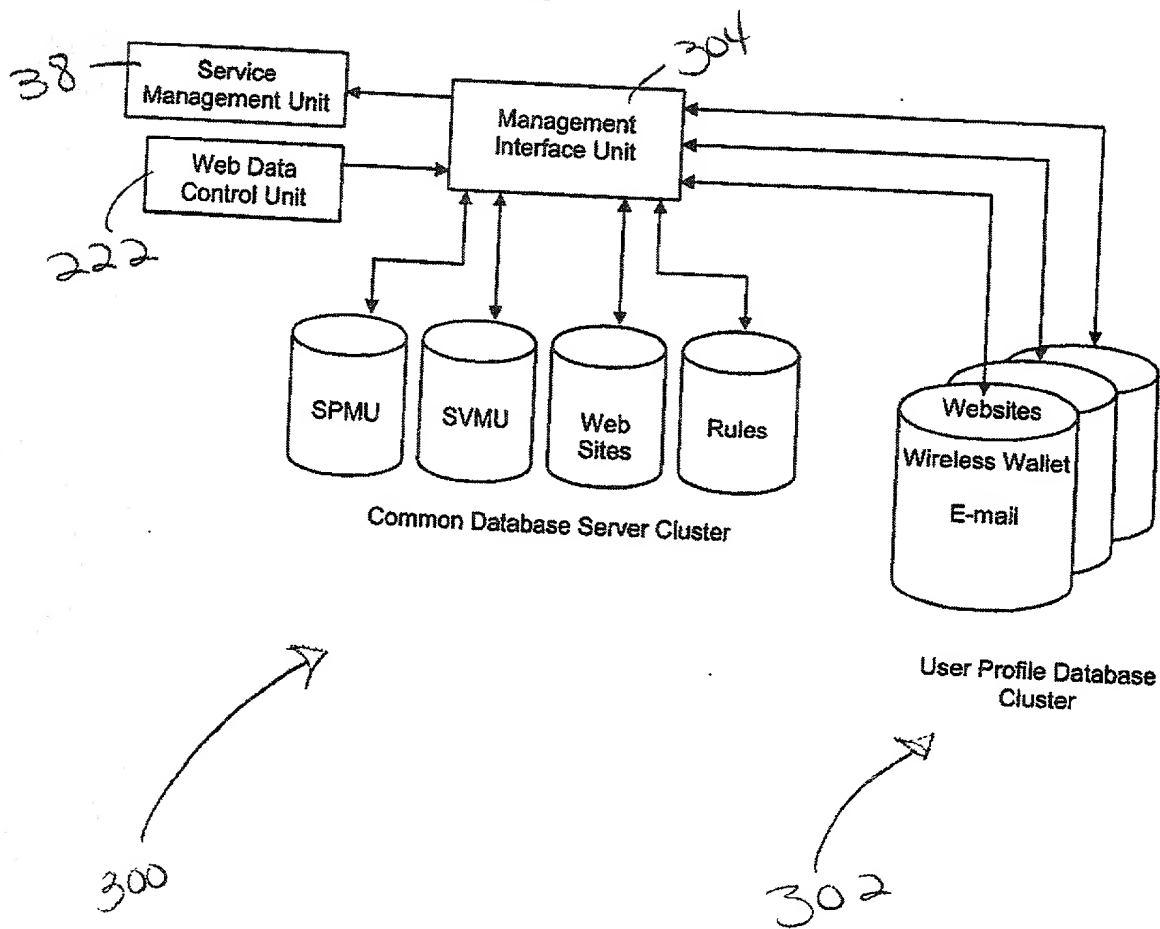 304
38
Service
Management Unit
Management
Interface Unit
Web Data
Control Unit
222
SPMU
SVMU
Web
Sites
Rules
Websites
Wireless Wallet
E-mail
Common Database Server Cluster
User Profile Database
Cluster
300
302